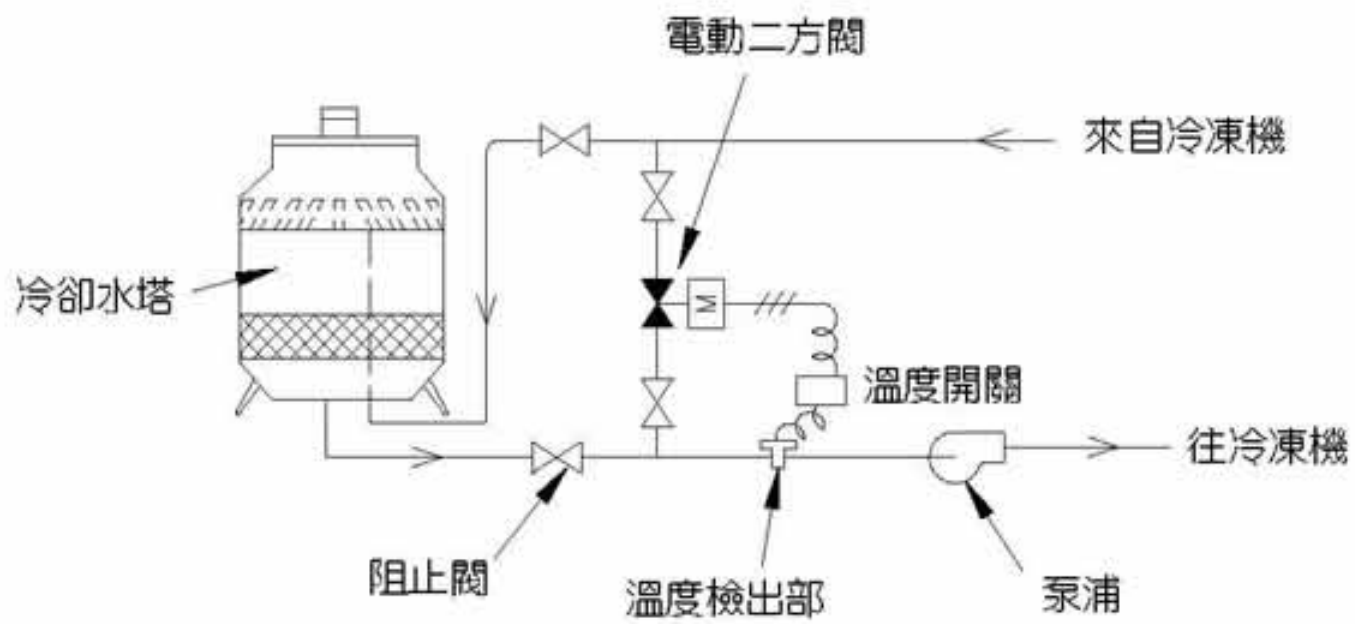 電動二方閥
來自冷凍機
冷卻水塔
M
溫度開關
往冷凍機
阻止閥
溫度檢出部
泵浦